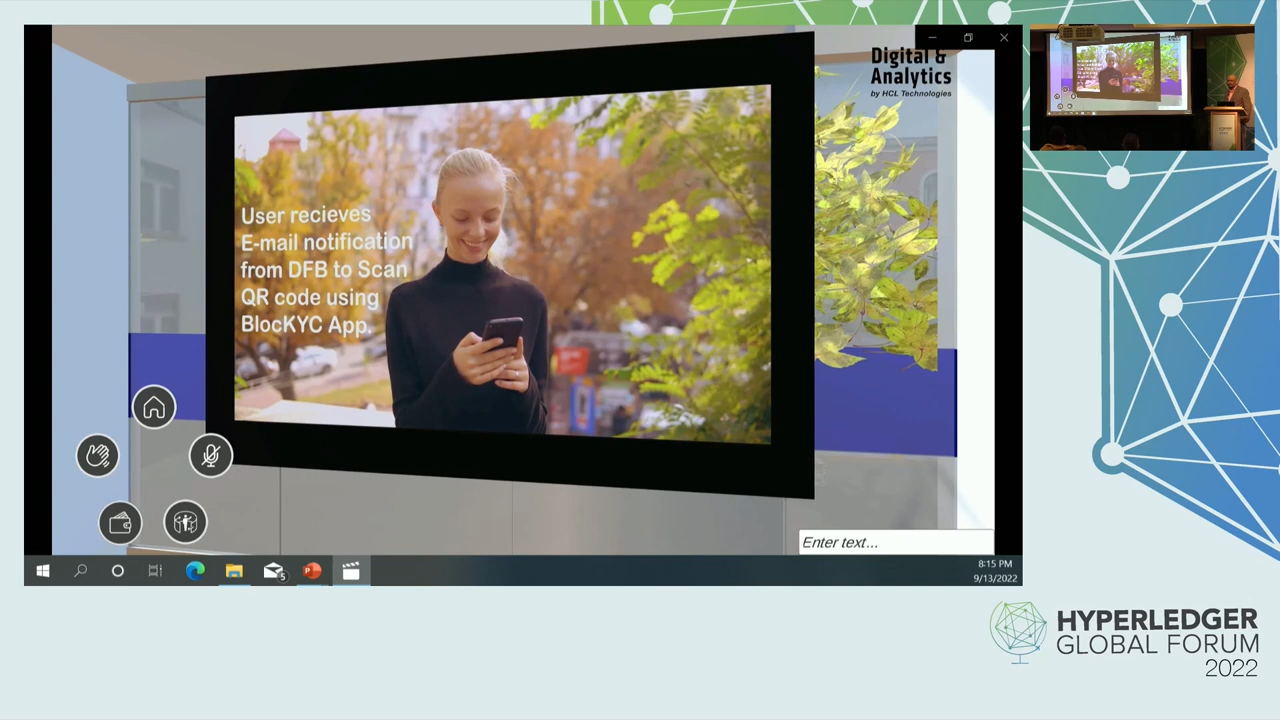 Digital &
Analytics
by HCL Technologies
User recieves
E-mail notification
from DFB to Scan
QR code using
BlocKYC App.
Enter text...
5
P
8:15 PM
9/13/2022
HYPERLEDGER
GLOBAL FORUM
2022